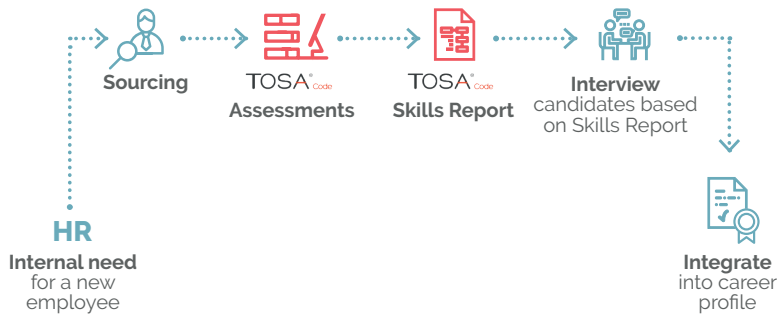 HR
Internal need
for a new
employee
Sourcing
TOSA® Code
Assessments
TOSA® Code
Skills Report
Interview
candidates based
on Skills Report
Integrate
into career
profile